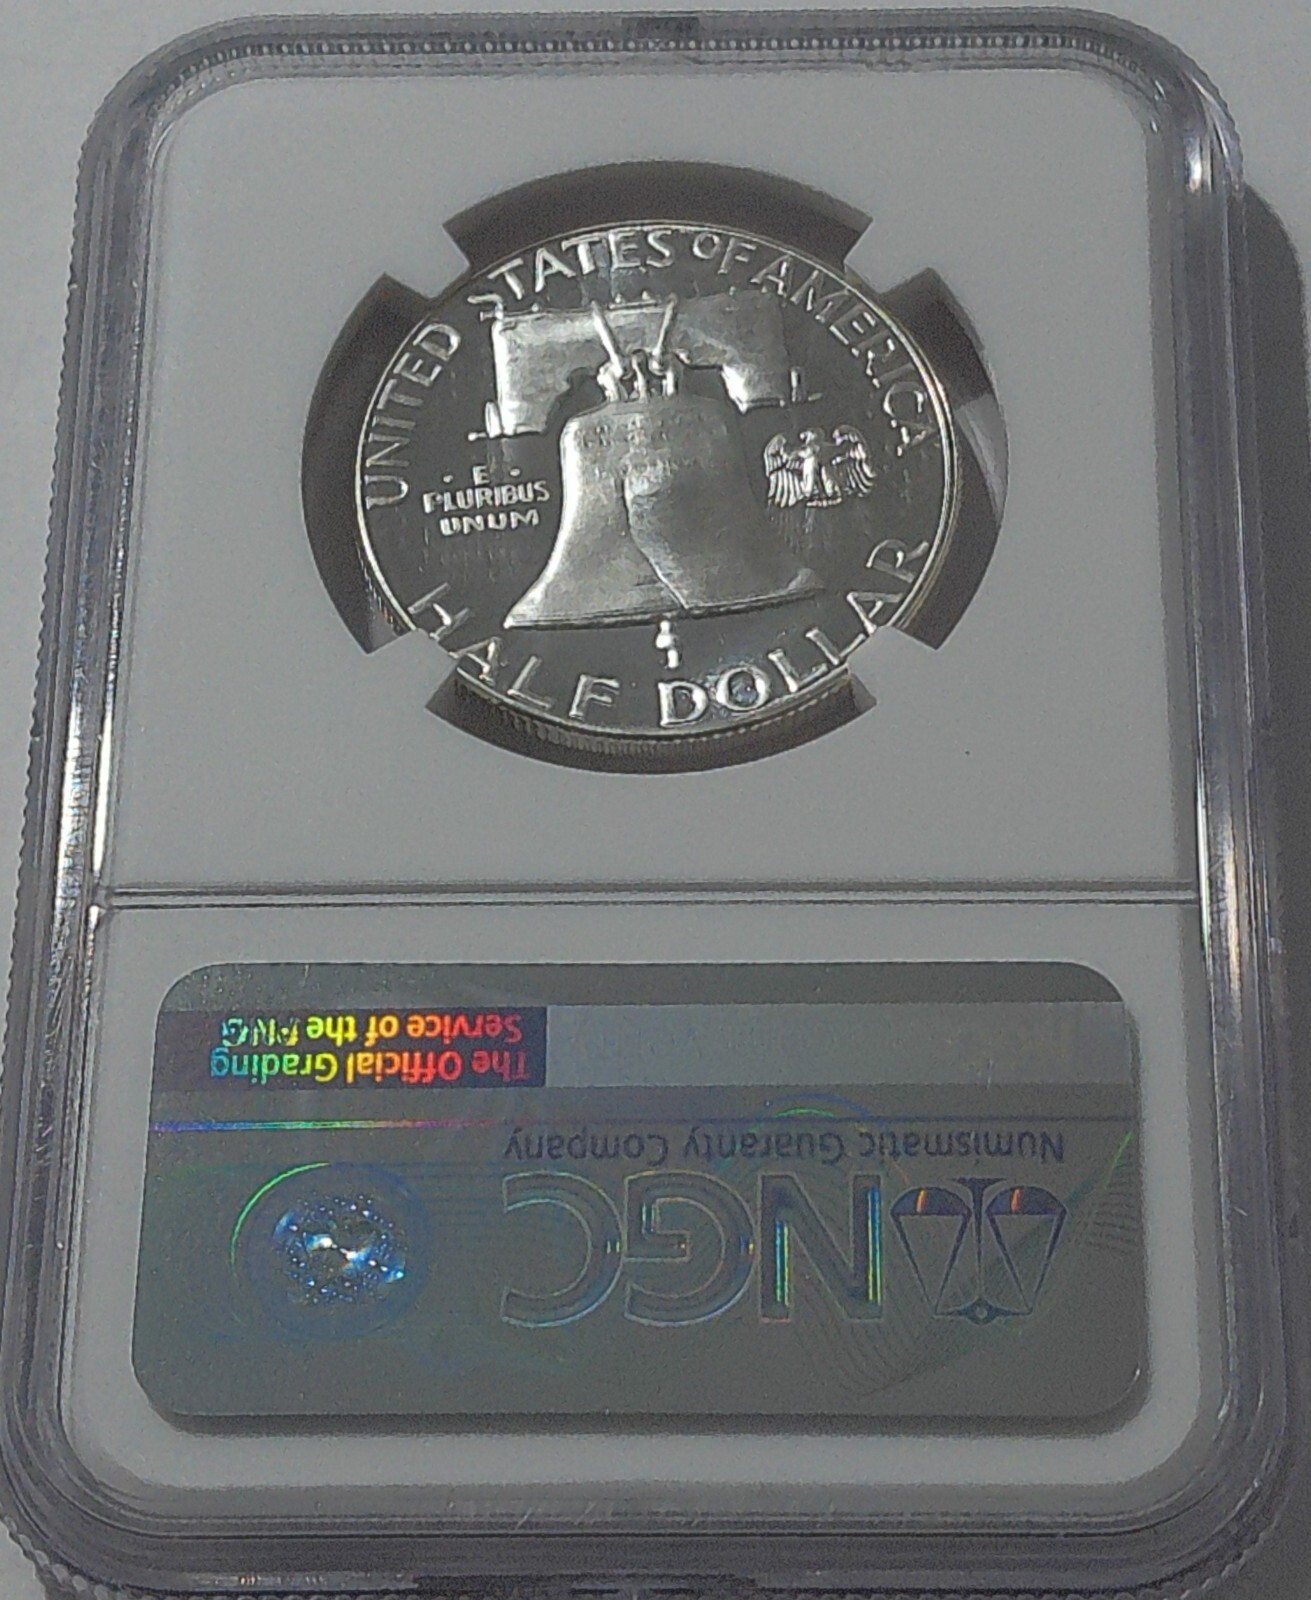 UNITED STATES OF AMERICA
· E ·
PLURIBUS
UNUM
HALF DOLLAR
NGC
Numismatic Guaranty Company
The Official Grading
Service of the PNG